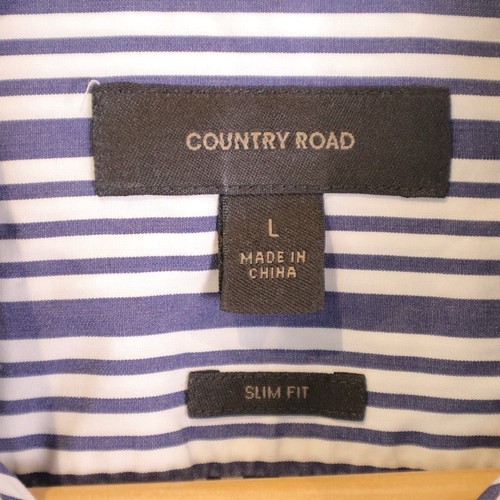 COUNTRY ROAD
L
MADE IN
CHINA
SLIM FIT